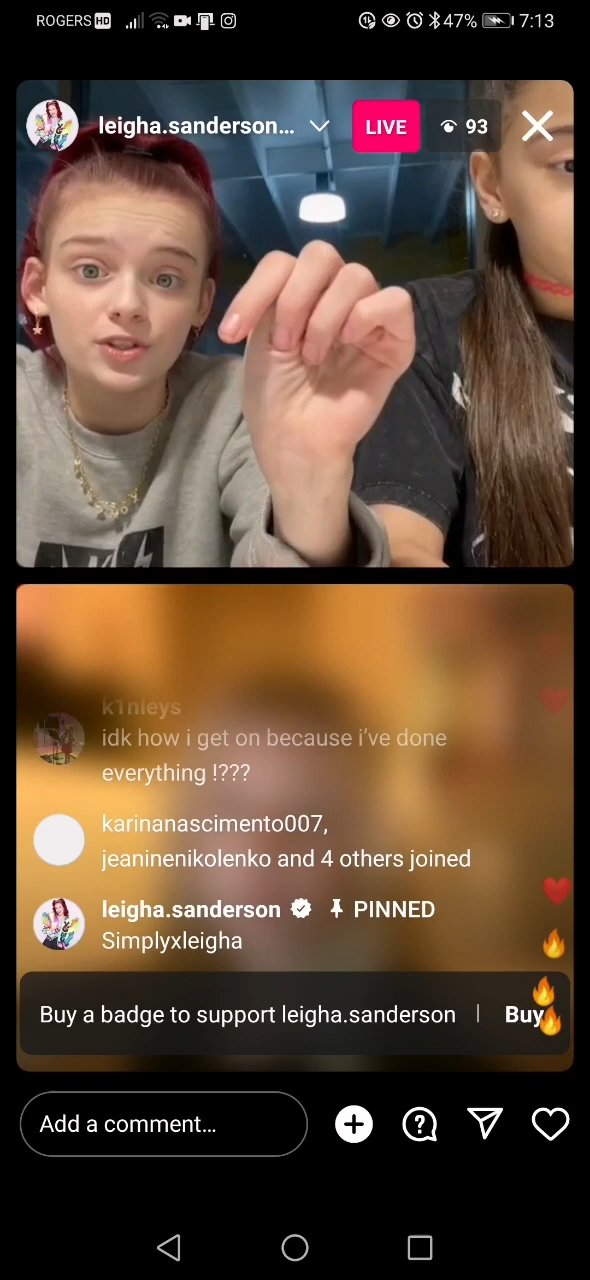 ROGERS HD 47% 7:13
leigha.sanderson... LIVE 93
k1nleys
idk how i get on because i've done
everything !???
karinanascimento007,
jeaninenikolenko and 4 others joined
leigha.sanderson PINNED
Simplyxleigha
Buy a badge to support leigha.sanderson | Buy
Add a comment...